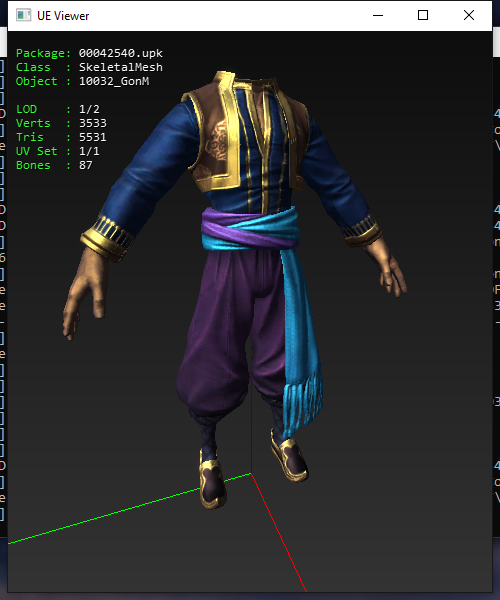 UE Viewer
Package: 00042540.upk
Class : SkeletalMesh
Object : 10032_GonM
LOD : 1/2
Verts : 3533
Tris : 5531
UV Set : 1/1
Bones : 87